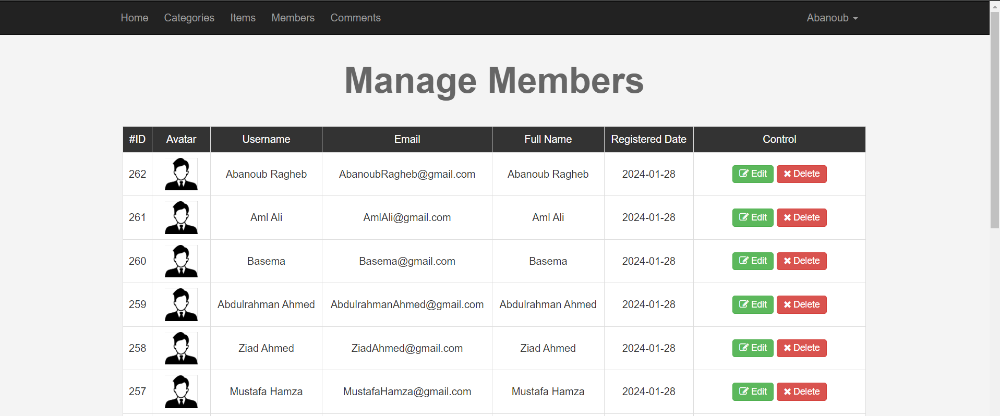 Home Categories Items Members Comments Abanoub
Manage Members
#ID Avatar Username Email Full Name Registered Date Control
262 Abanoub Ragheb AbanoubRagheb@gmail.com Abanoub Ragheb 2024-01-28 Edit Delete
261 Aml Ali AmlAli@gmail.com Aml Ali 2024-01-28 Edit Delete
260 Basema Basema@gmail.com Basema 2024-01-28 Edit Delete
259 Abdulrahman Ahmed AbdulrahmanAhmed@gmail.com Abdulrahman Ahmed 2024-01-28 Edit Delete
258 Ziad Ahmed ZiadAhmed@gmail.com Ziad Ahmed 2024-01-28 Edit Delete
257 Mustafa Hamza MustafaHamza@gmail.com Mustafa Hamza 2024-01-28 Edit Delete